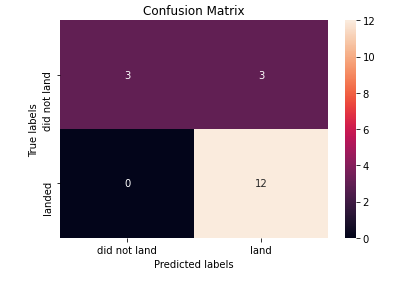 Confusion Matrix
True labels
did not land
landed
3 3
0 12
did not land land
Predicted labels
12
10
8
6
4
2
0